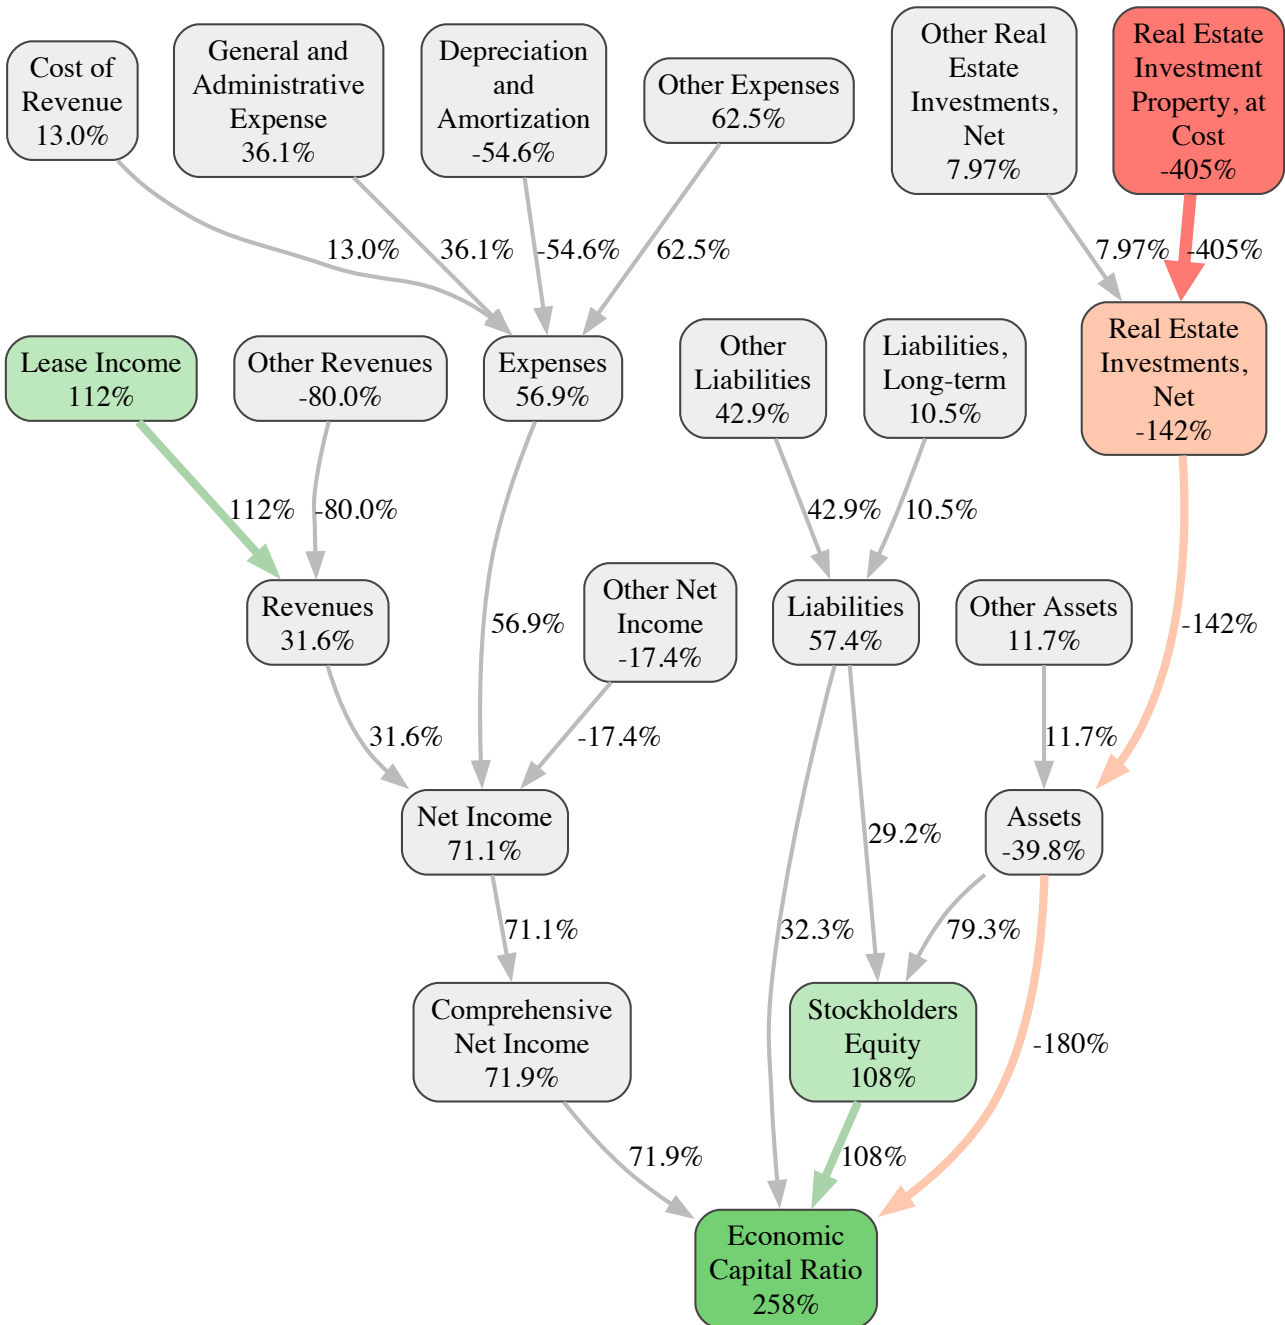 Cost of
Revenue
13.0%
General and
Administrative
Expense
36.1%
Depreciation
and
Amortization
-54.6%
Other Expenses
62.5%
Other Real
Estate
Investments,
Net
7.97%
Real Estate
Investment
Property, at
Cost
-405%
13.0%
36.1%
-54.6%
62.5%
7.97%
-405%
Lease Income
112%
Other Revenues
-80.0%
Expenses
56.9%
Other
Liabilities
42.9%
Liabilities,
Long-term
10.5%
Real Estate
Investments,
Net
-142%
112%
-80.0%
42.9%
10.5%
Revenues
31.6%
56.9%
Other Net
Income
-17.4%
Liabilities
57.4%
Other Assets
11.7%
-142%
31.6%
-17.4%
11.7%
Net Income
71.1%
29.2%
Assets
-39.8%
71.1%
32.3%
79.3%
Comprehensive
Net Income
71.9%
Stockholders
Equity
108%
-180%
71.9%
108%
Economic
Capital Ratio
258%